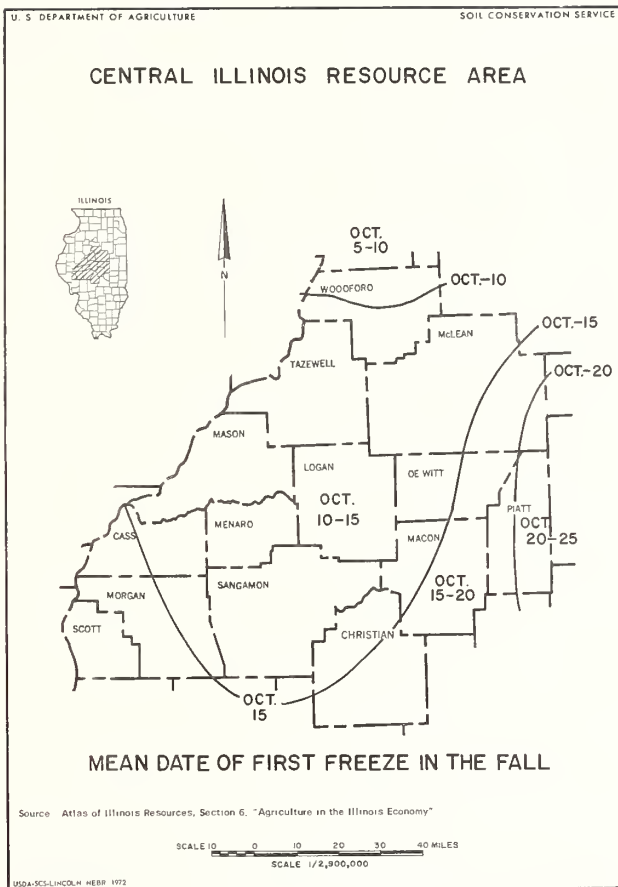 U. S. DEPARTMENT OF AGRICULTURE
SOIL CONSERVATION SERVICE
CENTRAL ILLINOIS RESOURCE AREA
ILLINOIS
N
OCT.
5-10
WOODFORD
OCT.-10
McLEAN
OCT.-15
TAZEWELL
OCT.-20
MASON
LOGAN
DE WITT
OCT.
10-15
PIATT
CASS
MENARD
MACON
OCT.
20-25
SANGAMON
MORGAN
OCT.
15-20
SCOTT
CHRISTIAN
OCT.
15
MEAN DATE OF FIRST FREEZE IN THE FALL
Source Atlas of Illinois Resources, Section 6. "Agriculture in the Illinois Economy"
SCALE 10 0 10 20 30 40 MILES
SCALE 1/2,900,000
USDA-SCS-LINCOLN NEBR. 1972